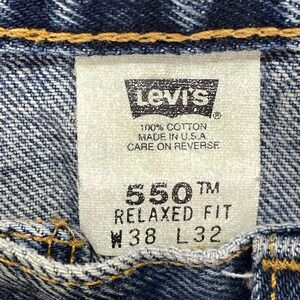 Levi's ®
100% COTTON
MADE IN U.S.A
CARE ON REVERSE
550™
RELAXED FIT
W38 L32